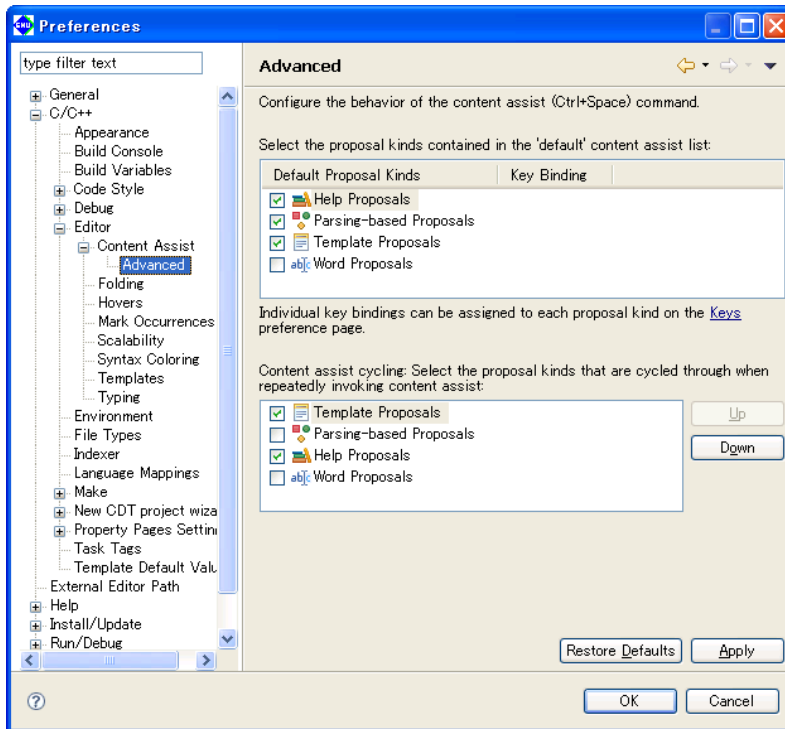 Preferences
type filter text
General
C/C++
Appearance
Build Console
Build Variables
Code Style
Debug
Editor
Content Assist
Advanced
Folding
Hovers
Mark Occurrences
Scalability
Syntax Coloring
Templates
Typing
Environment
File Types
Indexer
Language Mappings
Make
New CDT project wiza
Property Pages Settin
Task Tags
Template Default Valu
External Editor Path
Help
Install/Update
Run/Debug
Advanced
Configure the behavior of the content assist (Ctrl+Space) command.
Select the proposal kinds contained in the 'default' content assist list:
Default Proposal Kinds Key Binding
Help Proposals
Parsing-based Proposals
Template Proposals
Word Proposals
Individual key bindings can be assigned to each proposal kind on the Keys
preference page.
Content assist cycling: Select the proposal kinds that are cycled through when
repeatedly invoking content assist:
Template Proposals
Parsing-based Proposals
Help Proposals
Word Proposals
Up
Down
Restore Defaults Apply
OK Cancel